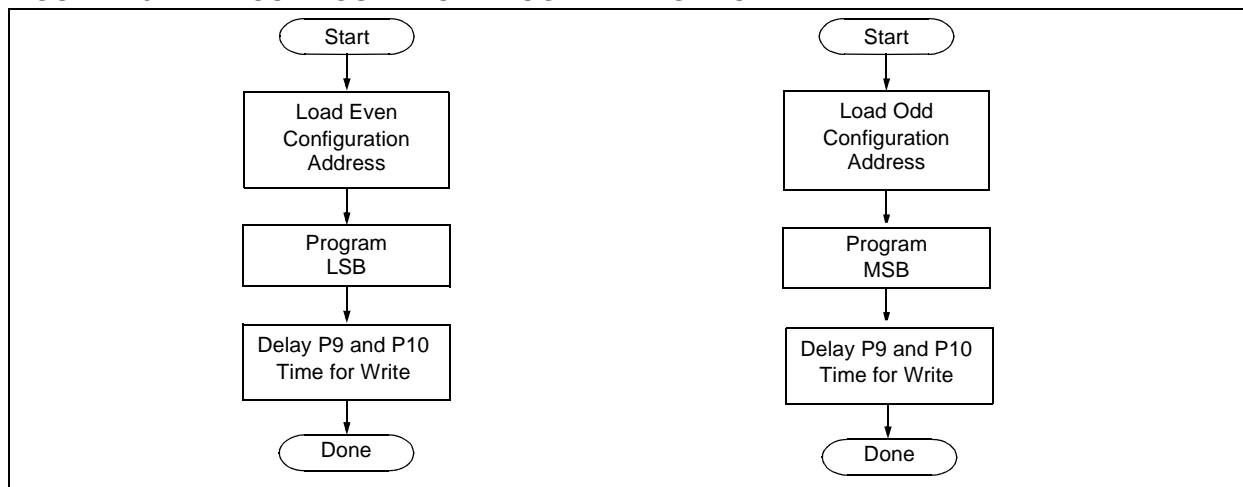 Start
Load Even
Configuration
Address
Program
LSB
Delay P9 and P10
Time for Write
Done
Start
Load Odd
Configuration
Address
Program
MSB
Delay P9 and P10
Time for Write
Done